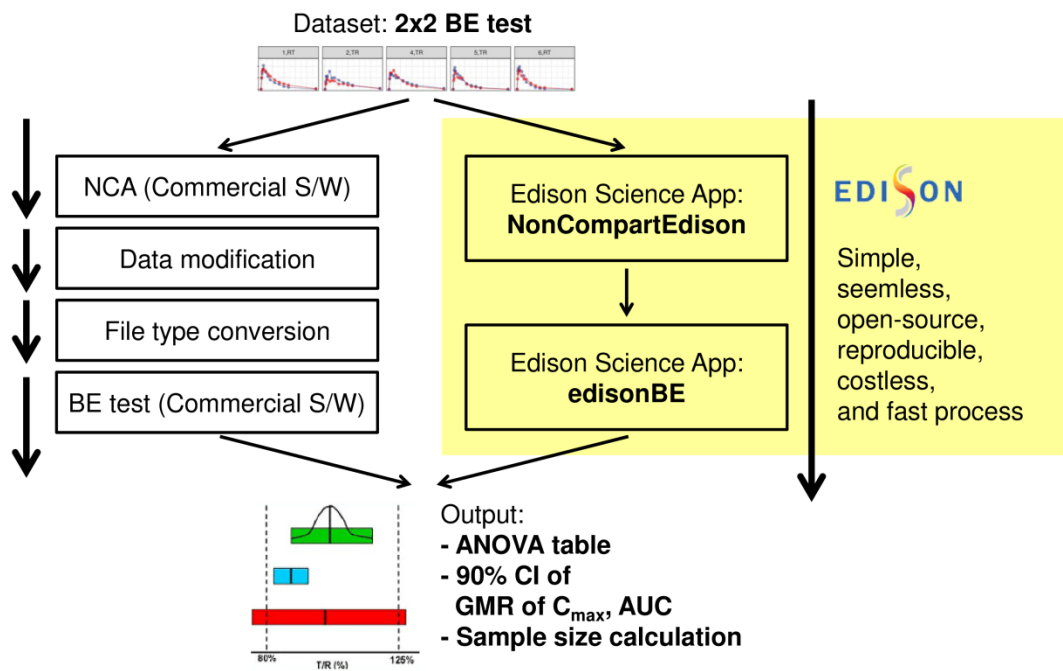 Dataset: 2x2 BE test
1,RT
2,TR
4,TR
5,TR
6,RT
NCA (Commercial S/W)
Data modification
File type conversion
BE test (Commercial S/W)
Edison Science App:
NonCompartEdison
Edison Science App:
edisonBE
EDISON
Simple,
seemless,
open-source,
reproducible,
costless,
and fast process
80%
T/R (%)
125%
Output:
- ANOVA table
- 90% CI of
GMR of Cmax, AUC
- Sample size calculation